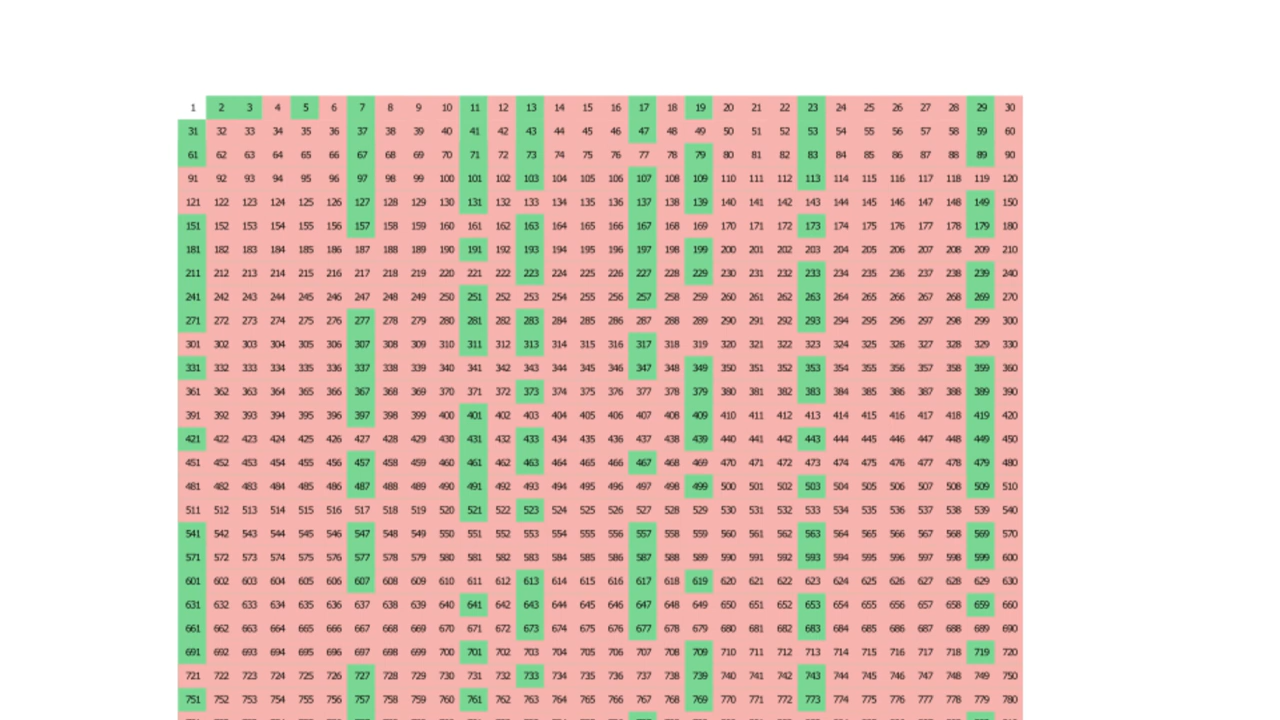 1 2 3 4 5 6 7 8 9 10 11 12 13 14 15 16 17 18 19 20 21 22 23 24 25 26 27 28 29 30
31 32 33 34 35 36 37 38 39 40 41 42 43 44 45 46 47 48 49 50 51 52 53 54 55 56 57 58 59 60
61 62 63 64 65 66 67 68 69 70 71 72 73 74 75 76 77 78 79 80 81 82 83 84 85 86 87 88 89 90
91 92 93 94 95 96 97 98 99 100 101 102 103 104 105 106 107 108 109 110 111 112 113 114 115 116 117 118 119 120
121 122 123 124 125 126 127 128 129 130 131 132 133 134 135 136 137 138 139 140 141 142 143 144 145 146 147 148 149 150
151 152 153 154 155 156 157 158 159 160 161 162 163 164 165 166 167 168 169 170 171 172 173 174 175 176 177 178 179 180
181 182 183 184 185 186 187 188 189 190 191 192 193 194 195 196 197 198 199 200 201 202 203 204 205 206 207 208 209 210
211 212 213 214 215 216 217 218 219 220 221 222 223 224 225 226 227 228 229 230 231 232 233 234 235 236 237 238 239 240
241 242 243 244 245 246 247 248 249 250 251 252 253 254 255 256 257 258 259 260 261 262 263 264 265 266 267 268 269 270
271 272 273 274 275 276 277 278 279 280 281 282 283 284 285 286 287 288 289 290 291 292 293 294 295 296 297 298 299 300
301 302 303 304 305 306 307 308 309 310 311 312 313 314 315 316 317 318 319 320 321 322 323 324 325 326 327 328 329 330
331 332 333 334 335 336 337 338 339 340 341 342 343 344 345 346 347 348 349 350 351 352 353 354 355 356 357 358 359 360
361 362 363 364 365 366 367 368 369 370 371 372 373 374 375 376 377 378 379 380 381 382 383 384 385 386 387 388 389 390
391 392 393 394 395 396 397 398 399 400 401 402 403 404 405 406 407 408 409 410 411 412 413 414 415 416 417 418 419 420
421 422 423 424 425 426 427 428 429 430 431 432 433 434 435 436 437 438 439 440 441 442 443 444 445 446 447 448 449 450
451 452 453 454 455 456 457 458 459 460 461 462 463 464 465 466 467 468 469 470 471 472 473 474 475 476 477 478 479 480
481 482 483 484 485 486 487 488 489 490 491 492 493 494 495 496 497 498 499 500 501 502 503 504 505 506 507 508 509 510
511 512 513 514 515 516 517 518 519 520 521 522 523 524 525 526 527 528 529 530 531 532 533 534 535 536 537 538 539 540
541 542 543 544 545 546 547 548 549 550 551 552 553 554 555 556 557 558 559 560 561 562 563 564 565 566 567 568 569 570
571 572 573 574 575 576 577 578 579 580 581 582 583 584 585 586 587 588 589 590 591 592 593 594 595 596 597 598 599 600
601 602 603 604 605 606 607 608 609 610 611 612 613 614 615 616 617 618 619 620 621 622 623 624 625 626 627 628 629 630
631 632 633 634 635 636 637 638 639 640 641 642 643 644 645 646 647 648 649 650 651 652 653 654 655 656 657 658 659 660
661 662 663 664 665 666 667 668 669 670 671 672 673 674 675 676 677 678 679 680 681 682 683 684 685 686 687 688 689 690
691 692 693 694 695 696 697 698 699 700 701 702 703 704 705 706 707 708 709 710 711 712 713 714 715 716 717 718 719 720
721 722 723 724 725 726 727 728 729 730 731 732 733 734 735 736 737 738 739 740 741 742 743 744 745 746 747 748 749 750
751 752 753 754 755 756 757 758 759 760 761 762 763 764 765 766 767 768 769 770 771 772 773 774 775 776 777 778 779 780